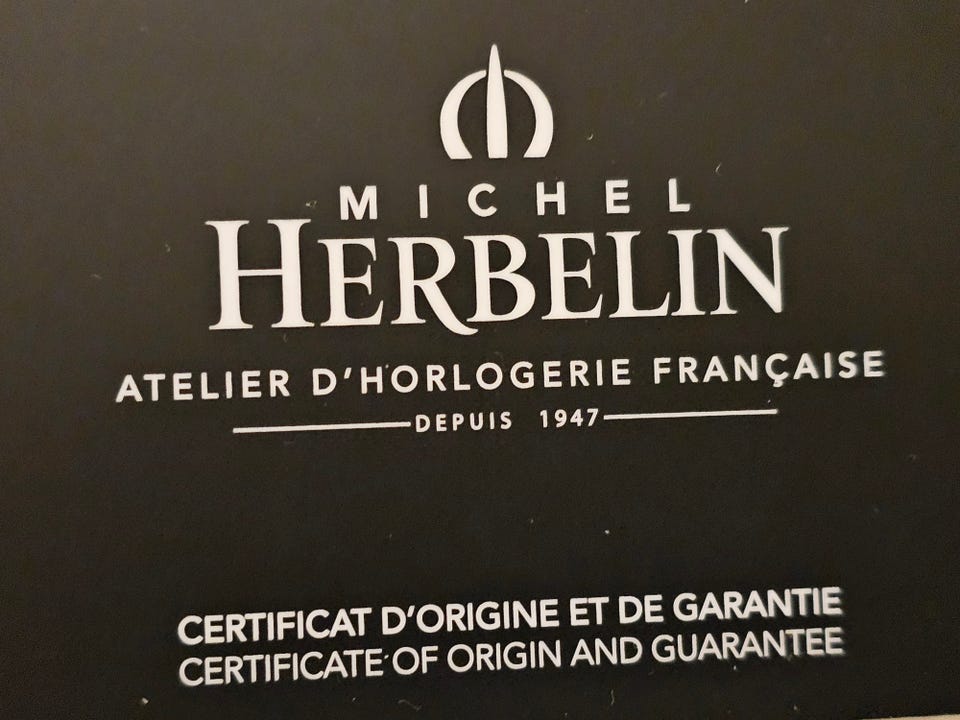 MICHEL
HERBELIN
ATELIER D'HORLOGERIE FRANÇAISE
DEPUIS 1947
CERTIFICAT D'ORIGINE ET DE GARANTIE
CERTIFICATE OF ORIGIN AND GUARANTEE